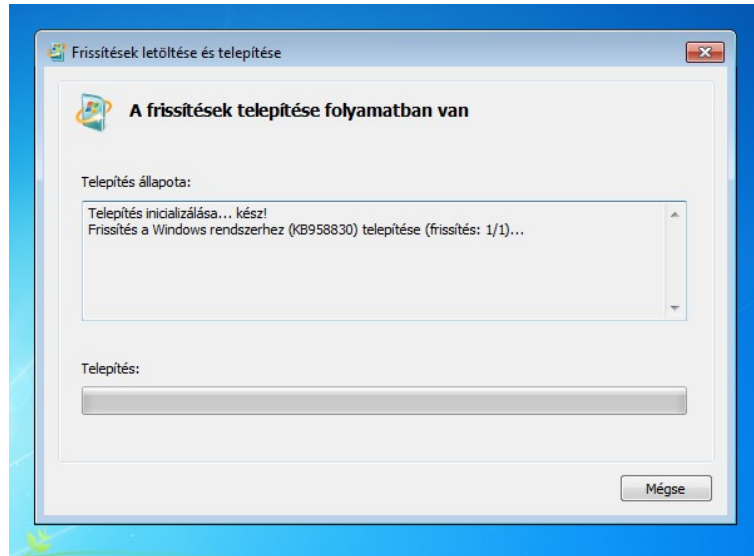 Frissítések letöltése és telepítése
A frissítések telepítése folyamatban van
Telepítés állapota:
Telepítés inicializálása... kész!
Frissítés a Windows rendszerhez (KB958830) telepítése (frissítés: 1/1)...
Telepítés:
Mégse